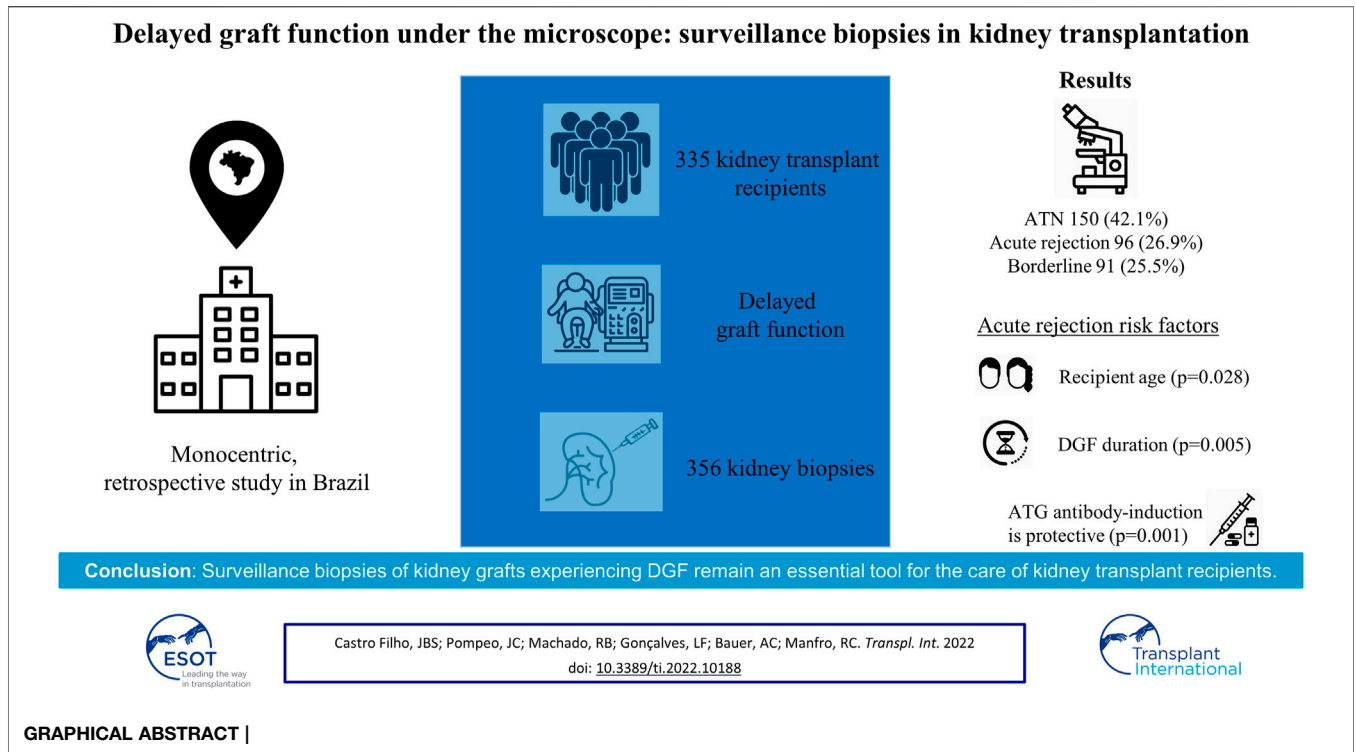 Delayed graft function under the microscope: surveillance biopsies in kidney transplantation
Monocentric,
retrospective study in Brazil
335 kidney transplant
recipients
Delayed
graft function
356 kidney biopsies
Results
ATN 150 (42.1%)
Acute rejection 96 (26.9%)
Borderline 91 (25.5%)
Acute rejection risk factors
Recipient age (p=0.028)
DGF duration (p=0.005)
ATG antibody-induction
is protective (p=0.001)
Conclusion: Surveillance biopsies of kidney grafts experiencing DGF remain an essential tool for the care of kidney transplant recipients.
ESOT
Leading the way
in transplantation
Castro Filho, JBS; Pompeo, JC; Machado, RB; Gonçalves, LF; Bauer, AC; Manfro, RC. Transpl. Int. 2022
doi: 10.3389/ti.2022.10188
Transplant
International
GRAPHICAL ABSTRACT |